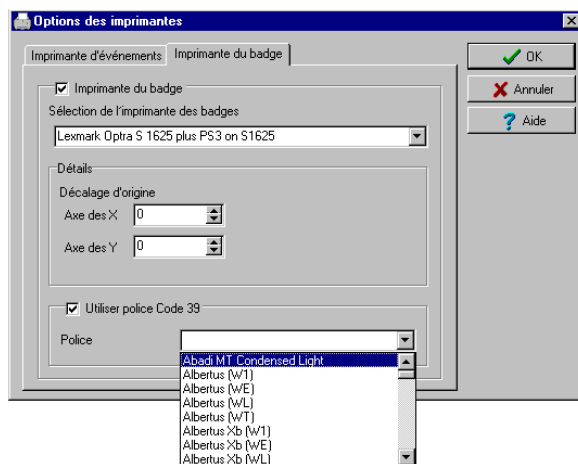 Options des imprimantes
Imprimante d'événements
Imprimante du badge
OK
Annuler
Aide
Imprimante du badge
Sélection de l'imprimante des badges
Lexmark Optra S 1625 plus PS3 on S1625
Détails
Décalage d'origine
Axe des X 0
Axe des Y 0
Utiliser police Code 39
Police
Abadi MT Condensed Light
Albertus (W1)
Albertus (WE)
Albertus (WL)
Albertus (WT)
Albertus Xb (W1)
Albertus Xb (WE)
Albertus Xb (WL)